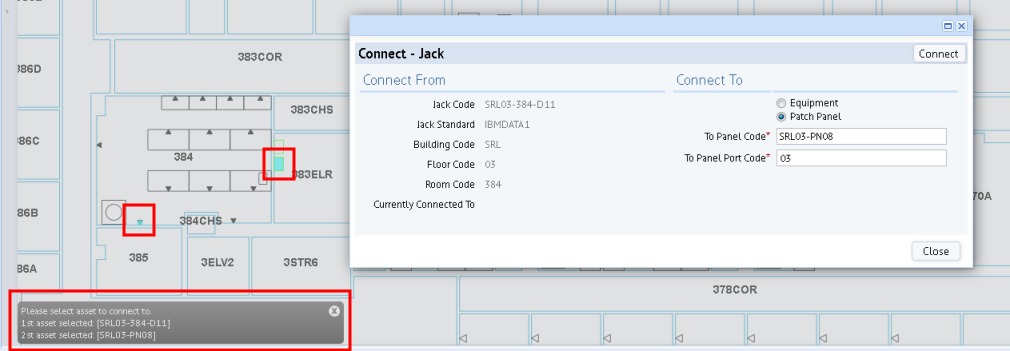 383COR
386D
383CHS
386C
384
383ELR
86B
384CHS
385
3ELV2
3STR6
86A
378COR
70A
Connect - Jack
Connect
Connect From
Connect To
Jack Code SRL03-384-D11
Jack Standard IBMDATA1
Building Code SRL
Floor Code 03
Room Code 384
Currently Connected To
Equipment
Patch Panel
To Panel Code* SRL03-PN08
To Panel Port Code* 03
Close
Please select asset to connect to.
1st asset selected: [SRL03-384-D11]
2st asset selected: [SRL03-PN08]